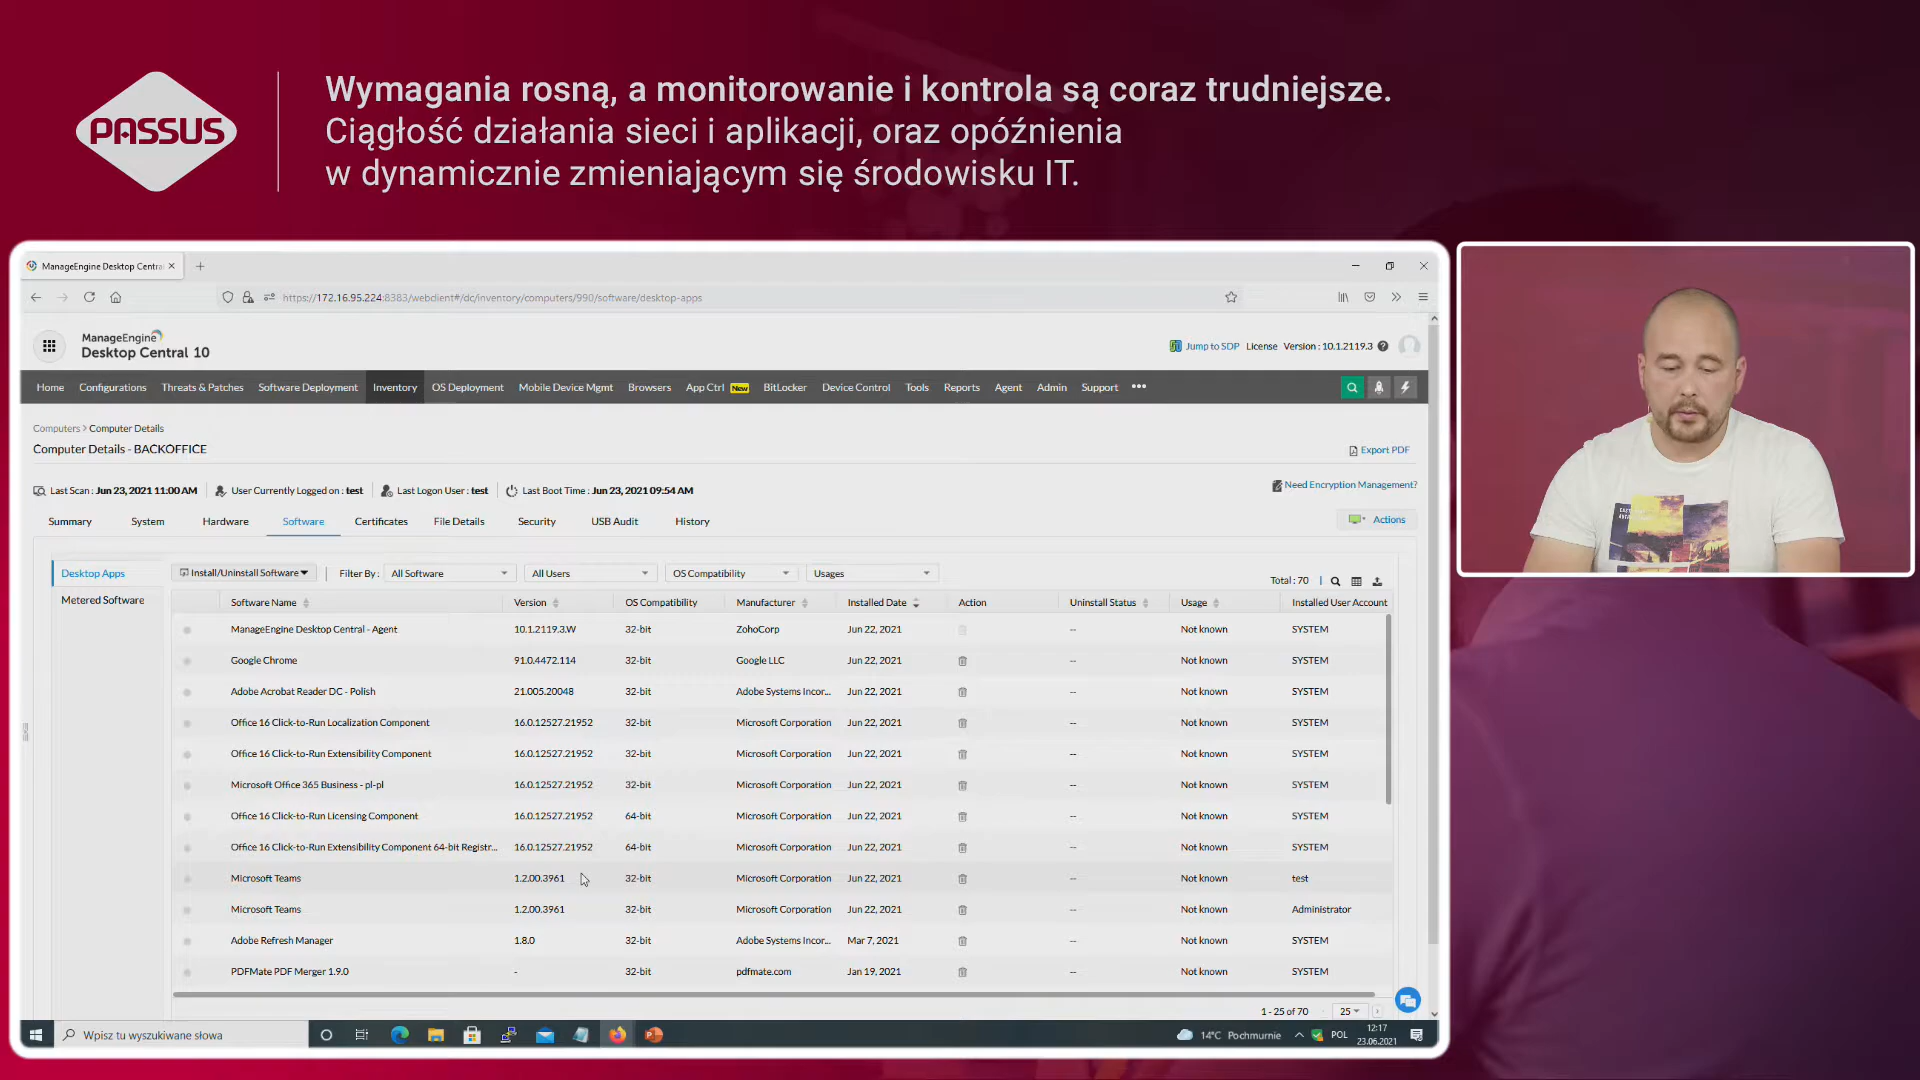 PASSUS
Wymagania rosną, a monitorowanie i kontrola są coraz trudniejsze.
Ciągłość działania sieci i aplikacji, oraz opóźnienia
w dynamicznie zmieniającym się środowisku IT.
ManageEngine Desktop Centra
https://172.16.95.224:8383/webclient#/dc/inventory/computers/990/software/desktop-apps
ManageEngine
Desktop Central 10
Jump to SDP License Version : 10.1.2119.3
Home Configurations Threats & Patches Software Deployment Inventory OS Deployment Mobile Device Mgmt Browsers App Ctrl New BitLocker Device Control Tools Reports Agent Admin Support
Computers > Computer Details
Computer Details - BACKOFFICE
Export PDF
Last Scan : Jun 23, 2021 11:00 AM User Currently Logged on : test Last Logon User : test Last Boot Time : Jun 23, 2021 09:54 AM
Need Encryption Management?
Summary System Hardware Software Certificates File Details Security USB Audit History
Actions
Desktop Apps
Metered Software
Install/Uninstall Software Filter By : All Software All Users OS Compatibility Usages
Total : 70
Software Name Version OS Compatibility Manufacturer Installed Date Action Uninstall Status Usage Installed User Account
ManageEngine Desktop Central - Agent 10.1.2119.3.W 32-bit ZohoCorp Jun 22, 2021 -- Not known SYSTEM
Google Chrome 91.0.4472.114 32-bit Google LLC Jun 22, 2021 -- Not known SYSTEM
Adobe Acrobat Reader DC - Polish 21.005.20048 32-bit Adobe Systems Incor... Jun 22, 2021 -- Not known SYSTEM
Office 16 Click-to-Run Localization Component 16.0.12527.21952 32-bit Microsoft Corporation Jun 22, 2021 -- Not known SYSTEM
Office 16 Click-to-Run Extensibility Component 16.0.12527.21952 32-bit Microsoft Corporation Jun 22, 2021 -- Not known SYSTEM
Microsoft Office 365 Business - pl-pl 16.0.12527.21952 32-bit Microsoft Corporation Jun 22, 2021 -- Not known SYSTEM
Office 16 Click-to-Run Licensing Component 16.0.12527.21952 64-bit Microsoft Corporation Jun 22, 2021 -- Not known SYSTEM
Office 16 Click-to-Run Extensibility Component 64-bit Registr... 16.0.12527.21952 64-bit Microsoft Corporation Jun 22, 2021 -- Not known SYSTEM
Microsoft Teams 1.2.00.3961 32-bit Microsoft Corporation Jun 22, 2021 -- Not known test
Microsoft Teams 1.2.00.3961 32-bit Microsoft Corporation Jun 22, 2021 -- Not known Administrator
Adobe Refresh Manager 1.8.0 32-bit Adobe Systems Incor... Mar 7, 2021 -- Not known SYSTEM
PDFMate PDF Merger 1.9.0 - 32-bit pdfmate.com Jan 19, 2021 -- Not known SYSTEM
1 - 25 of 70 25
Wpisz tu wyszukiwane słowa
14°C Pochmurnie POL 12:17
23.06.2021